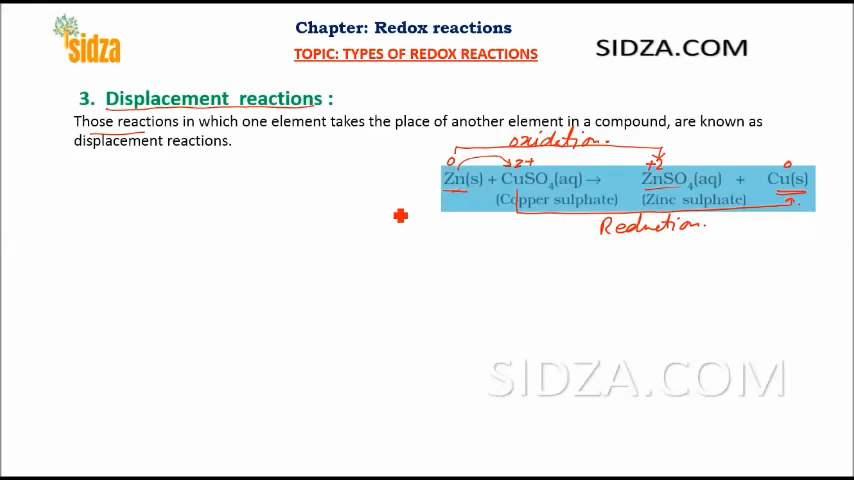 sidza
Chapter: Redox reactions
TOPIC: TYPES OF REDOX REACTIONS
SIDZA.COM
3. Displacement reactions :
Those reactions in which one element takes the place of another element in a compound, are known as
displacement reactions.
oxidation.
0 2+ +2 0
Zn(s) + CuSO₄(aq) → ZnSO₄(aq) + Cu(s)
(Copper sulphate) (Zinc sulphate)
Reduction.
SIDZA.COM